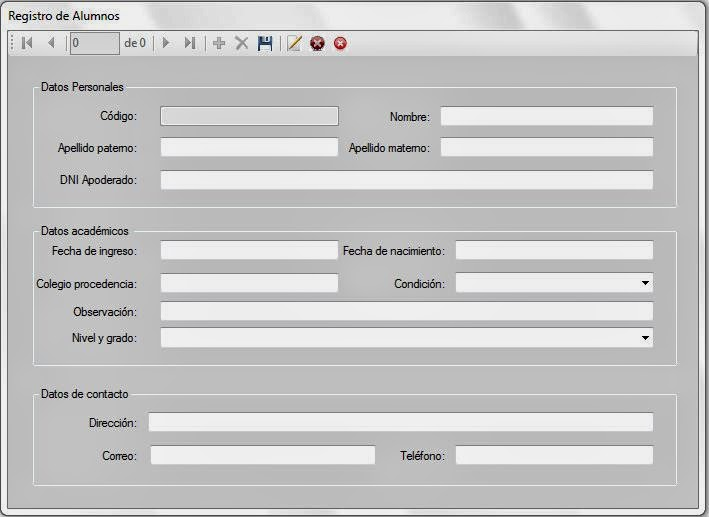 Registro de Alumnos
0 de 0
Datos Personales
Código: Nombre:
Apellido paterno: Apellido materno:
DNI Apoderado:
Datos académicos
Fecha de ingreso: Fecha de nacimiento:
Colegio procedencia: Condición:
Observación:
Nivel y grado:
Datos de contacto
Dirección:
Correo: Teléfono: